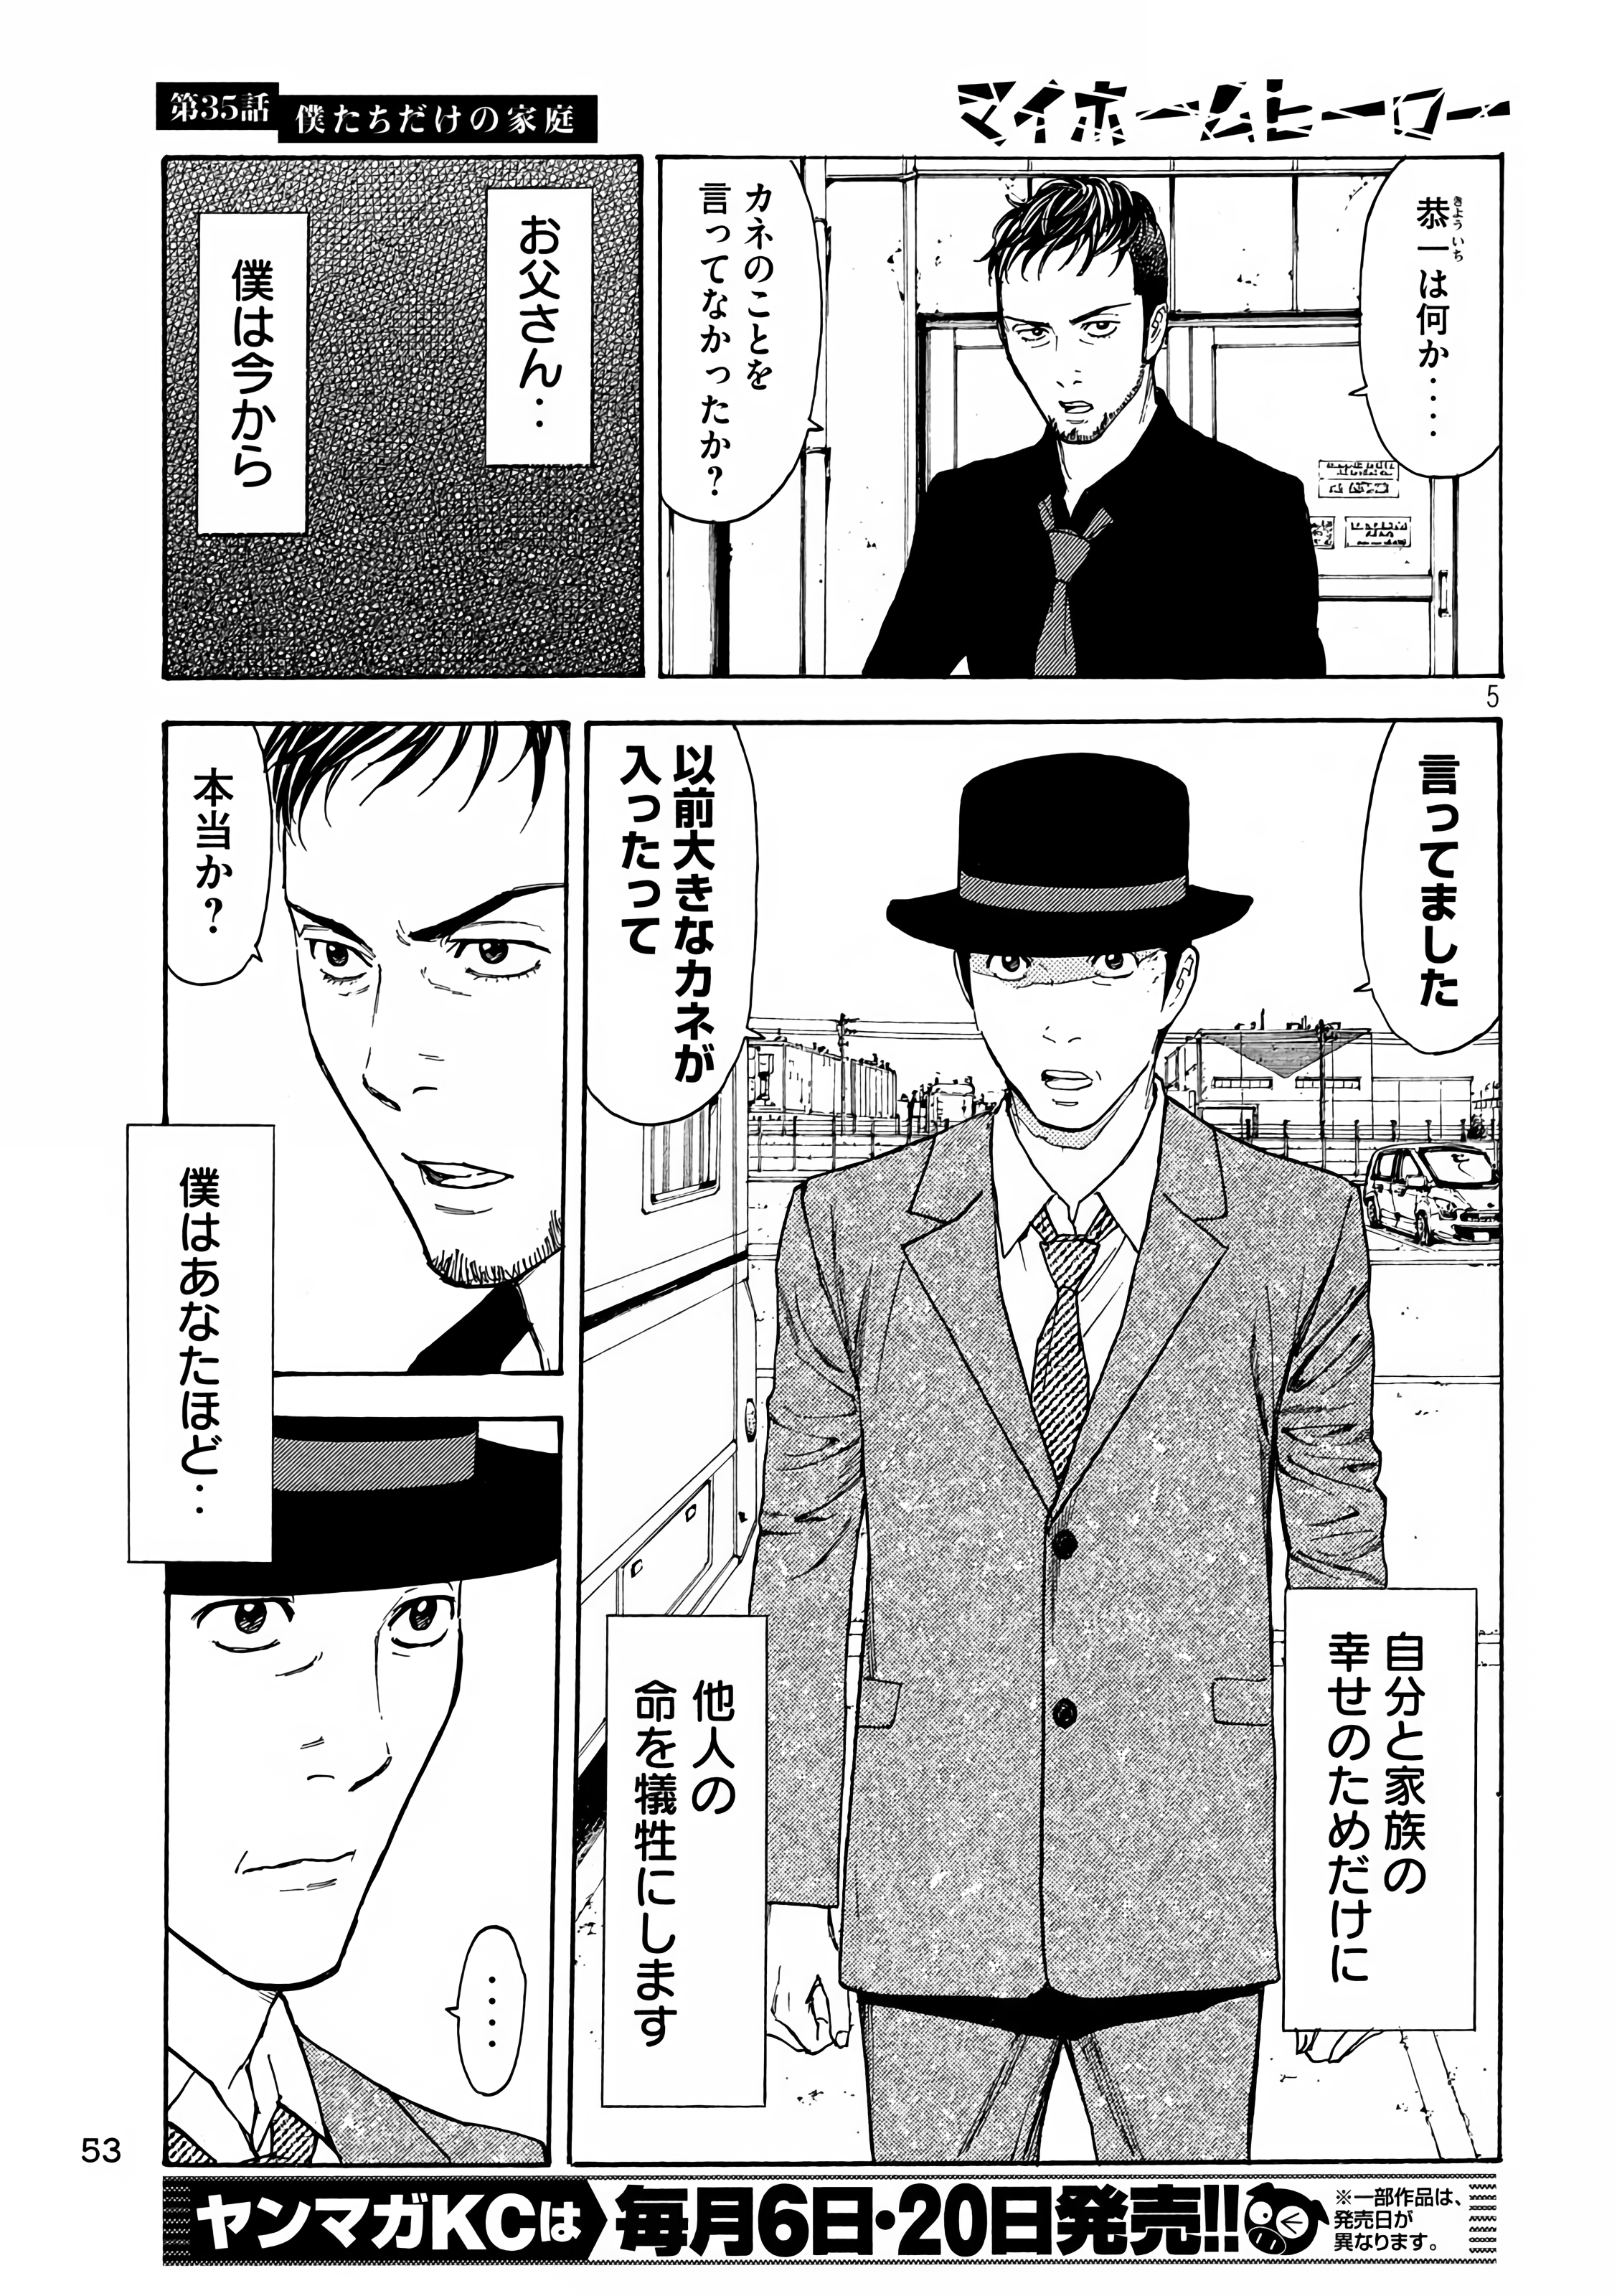 第35話
僕たちだけの家庭
マイホームヒーロー
恭一は何か‥‥
きょういち
カネのことを
言ってなかったか?
お父さん‥
僕は今から
5
言ってました
以前大きなカネが
入ったって
自分と家族の
幸せのためだけに
他人の
命を犠牲にします
本当か?
僕はあなたほど‥
‥‥
53
ヤンマガKCは
毎月6日・20日発売!!
※一部作品は、
発売日が
異なります。